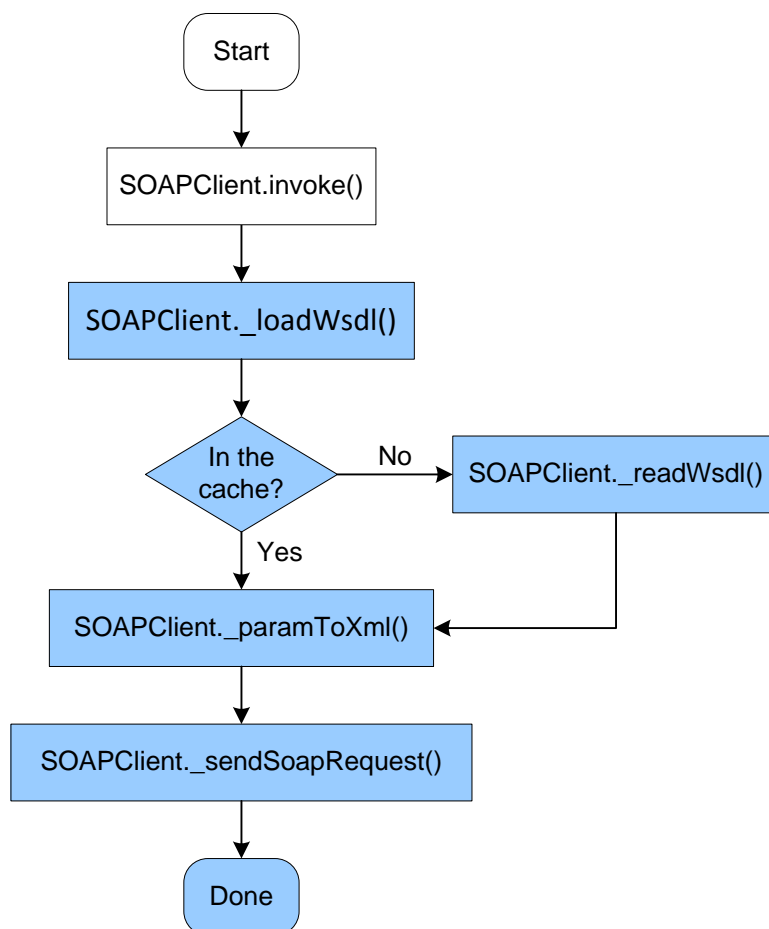 Start
SOAPClient.invoke()
SOAPClient._loadWsdl()
In the
cache?
No
SOAPClient._readWsdl()
Yes
SOAPClient._paramToXml()
SOAPClient._sendSoapRequest()
Done